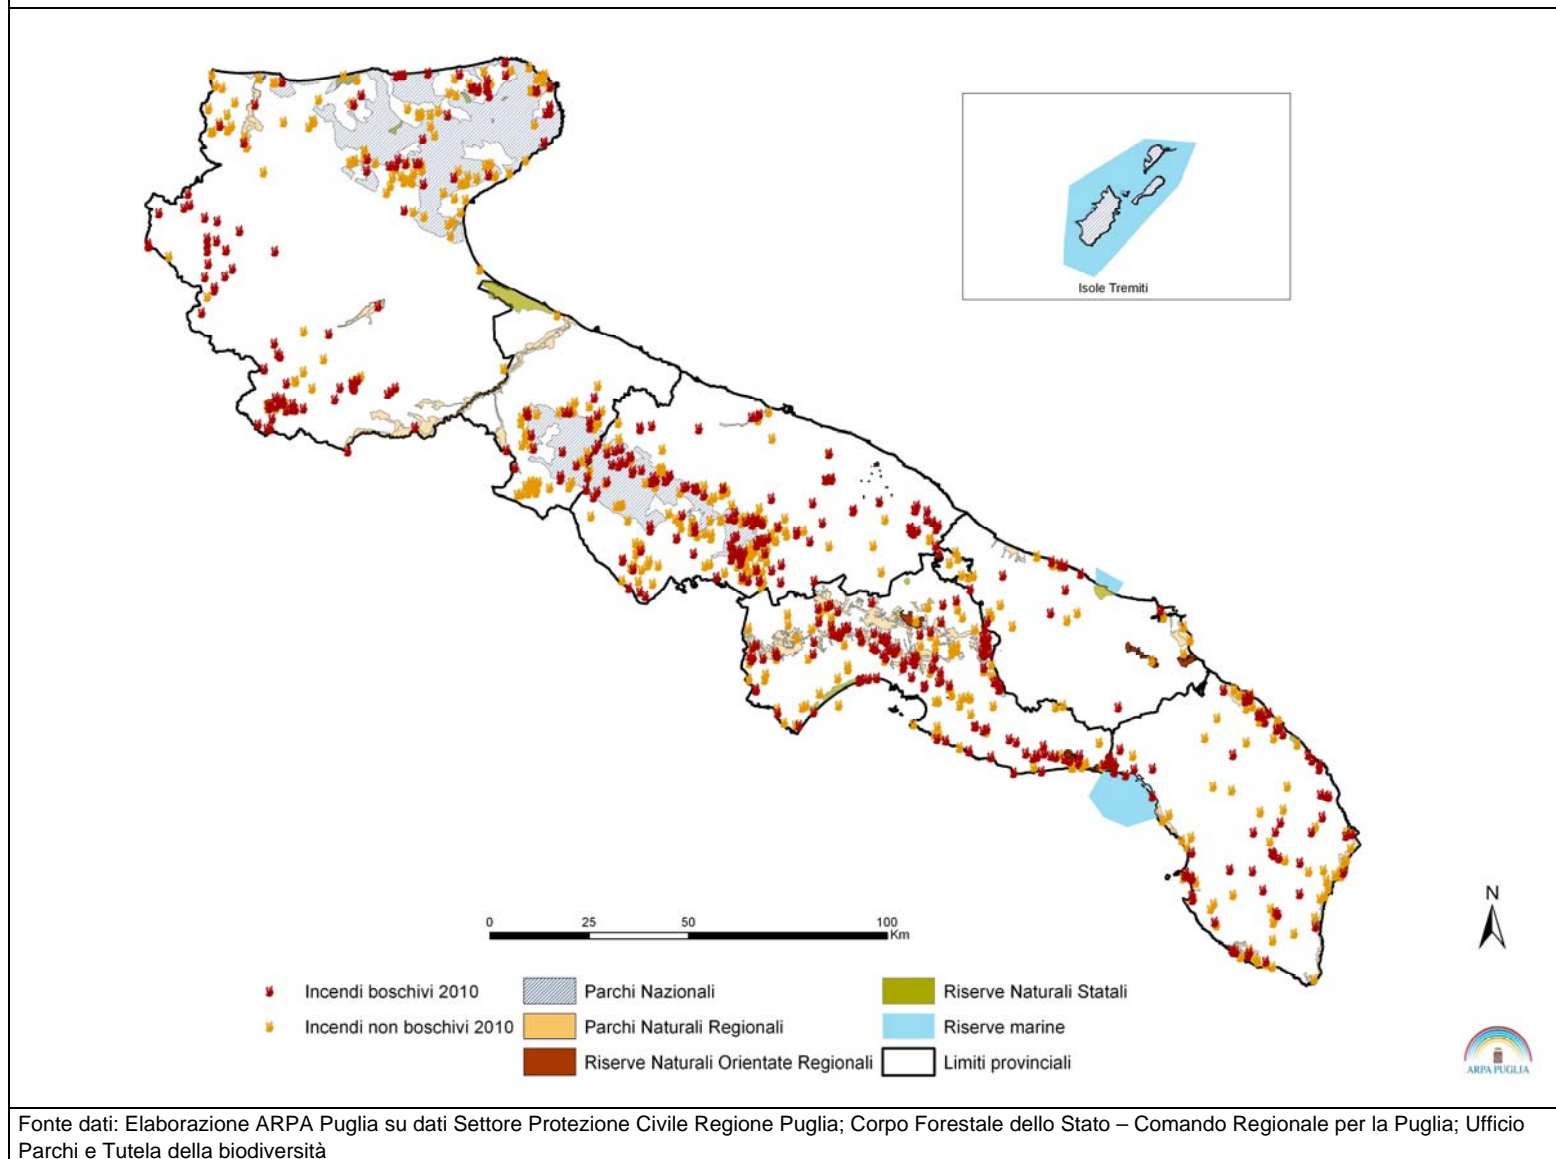 Isole Tremiti
N
0 25 50 100
Km
Incendi boschivi 2010
Incendi non boschivi 2010
Parchi Nazionali
Parchi Naturali Regionali
Riserve Naturali Orientate Regionali
Riserve Naturali Statali
Riserve marine
Limiti provinciali
ARPA PUGLIA
Fonte dati: Elaborazione ARPA Puglia su dati Settore Protezione Civile Regione Puglia; Corpo Forestale dello Stato – Comando Regionale per la Puglia; Ufficio
Parchi e Tutela della biodiversità